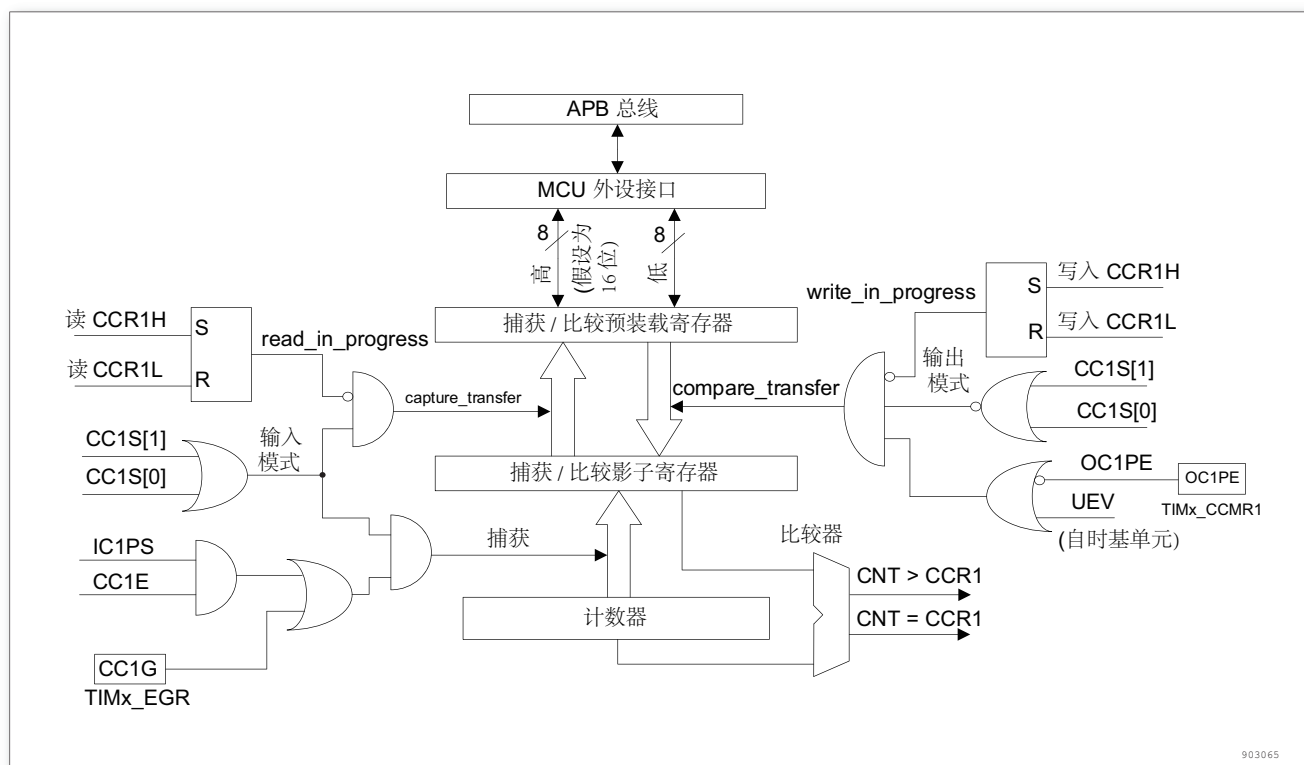 APB 总线
MCU 外设接口
8
8
高
(假设为
16 位)
低
捕获 / 比较预装载寄存器
读 CCR1H
读 CCR1L
S
R
read_in_progress
capture_transfer
CC1S[1]
CC1S[0]
输入
模式
IC1PS
CC1E
CC1G
TIMx_EGR
捕获
捕获 / 比较影子寄存器
计数器
write_in_progress
S
R
写入 CCR1H
写入 CCR1L
compare_transfer
输出
模式
CC1S[1]
CC1S[0]
OC1PE
UEV
(自时基单元)
OC1PE
TIMx_CCMR1
比较器
CNT > CCR1
CNT = CCR1
903065